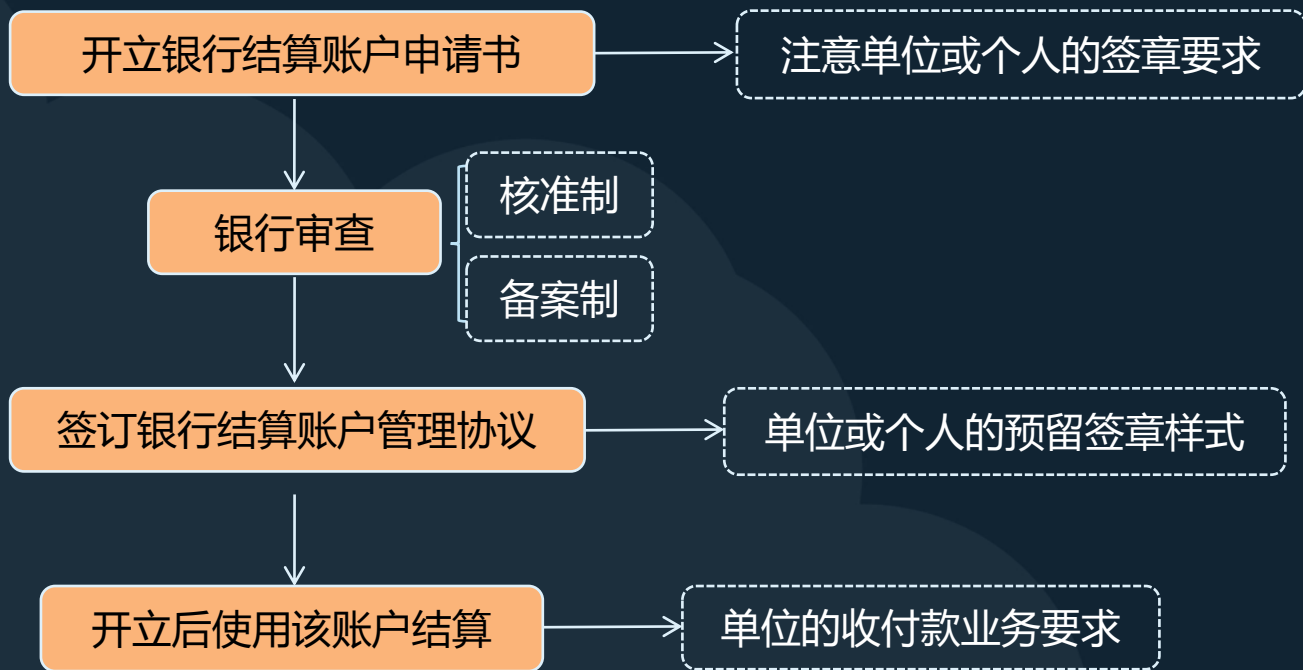 开立银行结算账户申请书
注意单位或个人的签章要求
银行审查
核准制
备案制
签订银行结算账户管理协议
单位或个人的预留签章样式
开立后使用该账户结算
单位的收付款业务要求